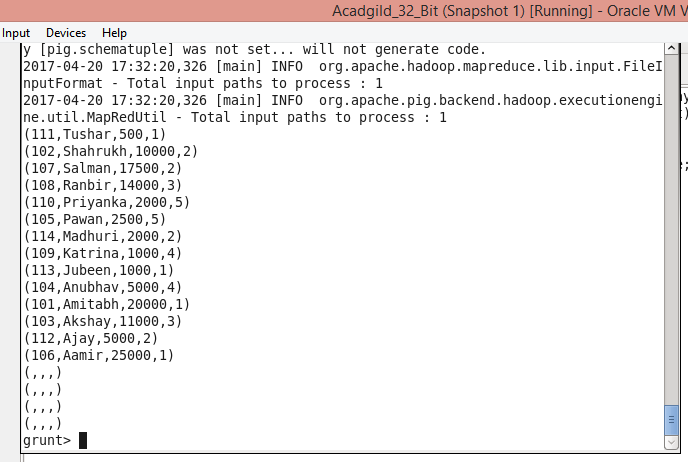 Acadgild_32_Bit (Snapshot 1) [Running] - Oracle VM V
Input Devices Help
y [pig.schematuple] was not set... will not generate code.
2017-04-20 17:32:20,326 [main] INFO  org.apache.hadoop.mapreduce.lib.input.FileI
nputFormat - Total input paths to process : 1
2017-04-20 17:32:20,326 [main] INFO  org.apache.pig.backend.hadoop.executionengi
ne.util.MapRedUtil - Total input paths to process : 1
(111,Tushar,500,1)
(102,Shahrukh,10000,2)
(107,Salman,17500,2)
(108,Ranbir,14000,3)
(110,Priyanka,2000,5)
(105,Pawan,2500,5)
(114,Madhuri,2000,2)
(109,Katrina,1000,4)
(113,Jubeen,1000,1)
(104,Anubhav,5000,4)
(101,Amitabh,20000,1)
(103,Akshay,11000,3)
(112,Ajay,5000,2)
(106,Aamir,25000,1)
(,,,)
(,,,)
(,,,)
(,,,)
grunt>